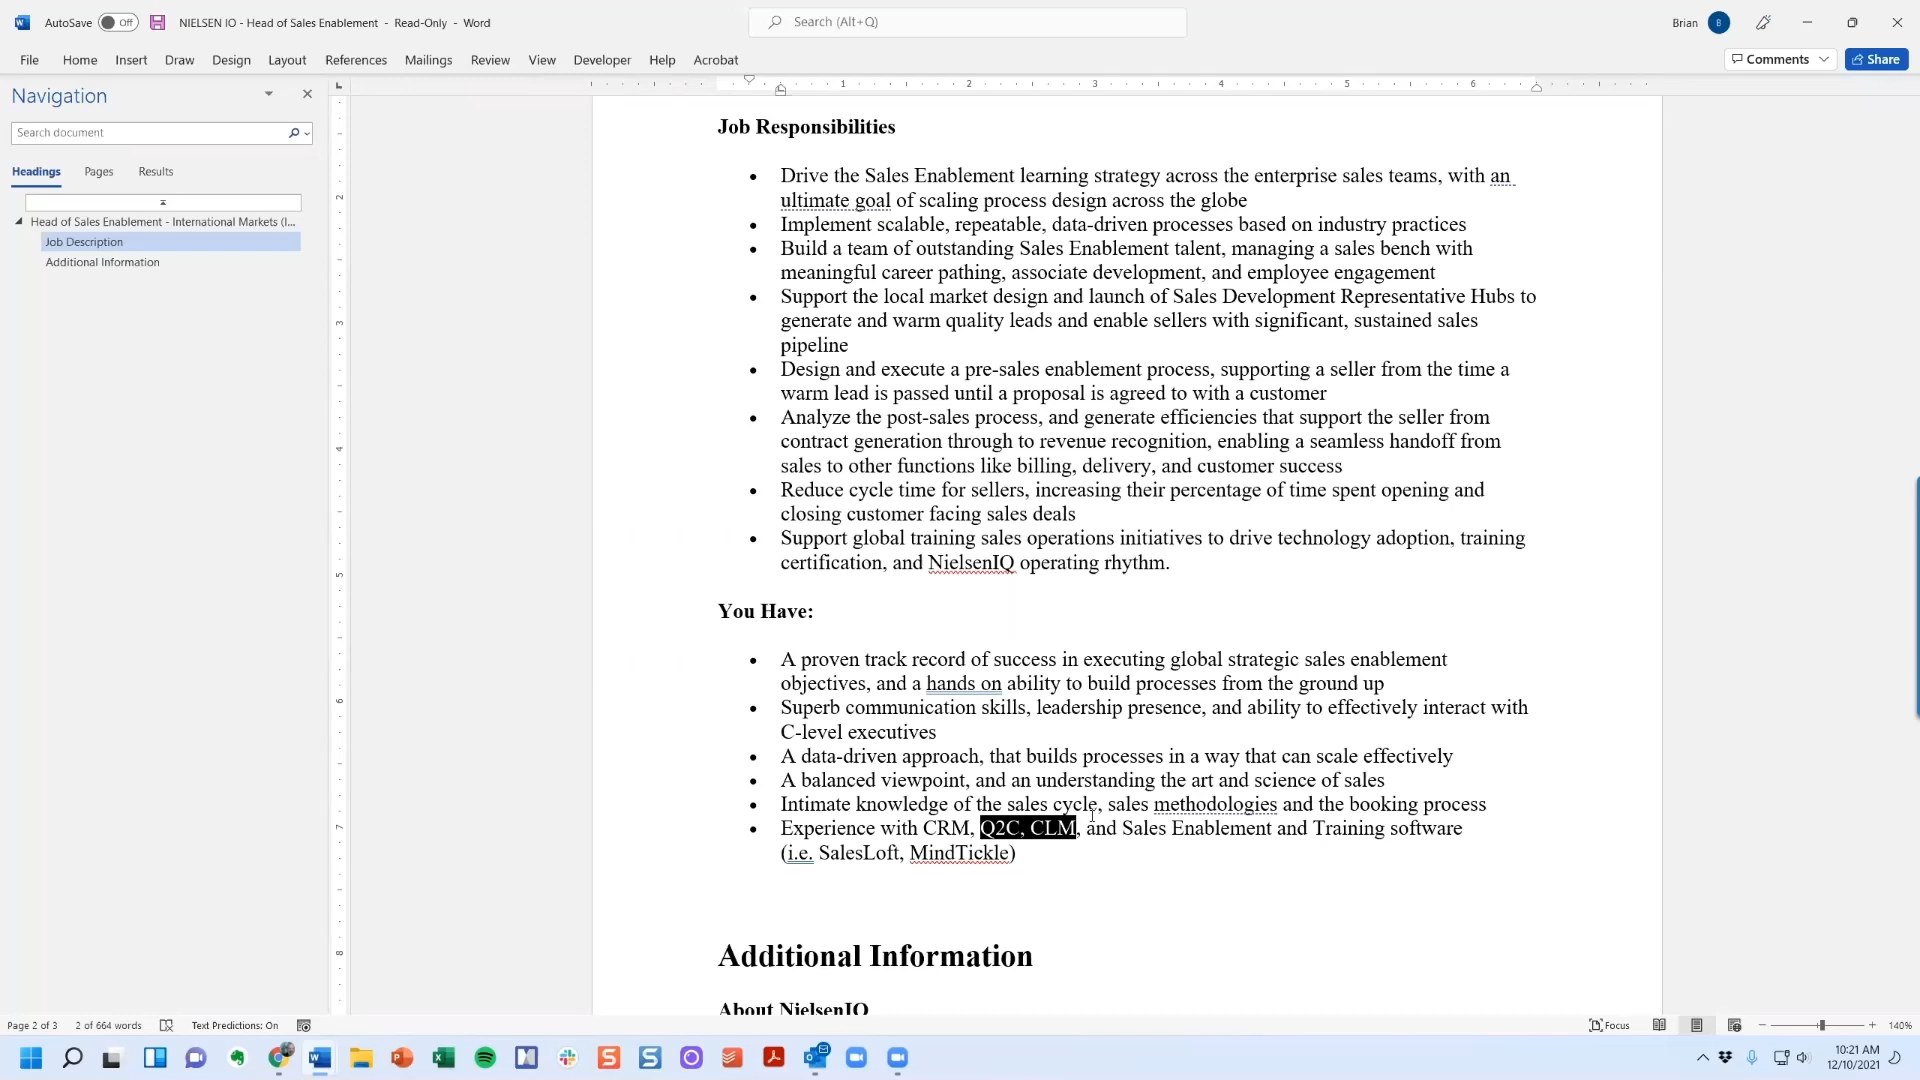 AutoSave Off NIELSEN IO - Head of Sales Enablement - Read-Only - Word Search (Alt+Q) Brian B
File Home Insert Draw Design Layout References Mailings Review View Developer Help Acrobat Comments Share
Navigation
Search document
Headings Pages Results
Head of Sales Enablement - International Markets (I...
Job Description
Additional Information
1 2 3 4 5 6
2
3
4
5
6
7
8
Job Responsibilities
• Drive the Sales Enablement learning strategy across the enterprise sales teams, with an
ultimate goal of scaling process design across the globe
• Implement scalable, repeatable, data-driven processes based on industry practices
• Build a team of outstanding Sales Enablement talent, managing a sales bench with
meaningful career pathing, associate development, and employee engagement
• Support the local market design and launch of Sales Development Representative Hubs to
generate and warm quality leads and enable sellers with significant, sustained sales
pipeline
• Design and execute a pre-sales enablement process, supporting a seller from the time a
warm lead is passed until a proposal is agreed to with a customer
• Analyze the post-sales process, and generate efficiencies that support the seller from
contract generation through to revenue recognition, enabling a seamless handoff from
sales to other functions like billing, delivery, and customer success
• Reduce cycle time for sellers, increasing their percentage of time spent opening and
closing customer facing sales deals
• Support global training sales operations initiatives to drive technology adoption, training
certification, and NielsenIQ operating rhythm.
You Have:
• A proven track record of success in executing global strategic sales enablement
objectives, and a hands on ability to build processes from the ground up
• Superb communication skills, leadership presence, and ability to effectively interact with
C-level executives
• A data-driven approach, that builds processes in a way that can scale effectively
• A balanced viewpoint, and an understanding the art and science of sales
• Intimate knowledge of the sales cycle, sales methodologies and the booking process
• Experience with CRM, Q2C, CLM, and Sales Enablement and Training software
(i.e. SalesLoft, MindTickle)
Additional Information
About NielsenIQ
Page 2 of 3 2 of 664 words Text Predictions: On Focus 140%
10:21 AM
12/10/2021